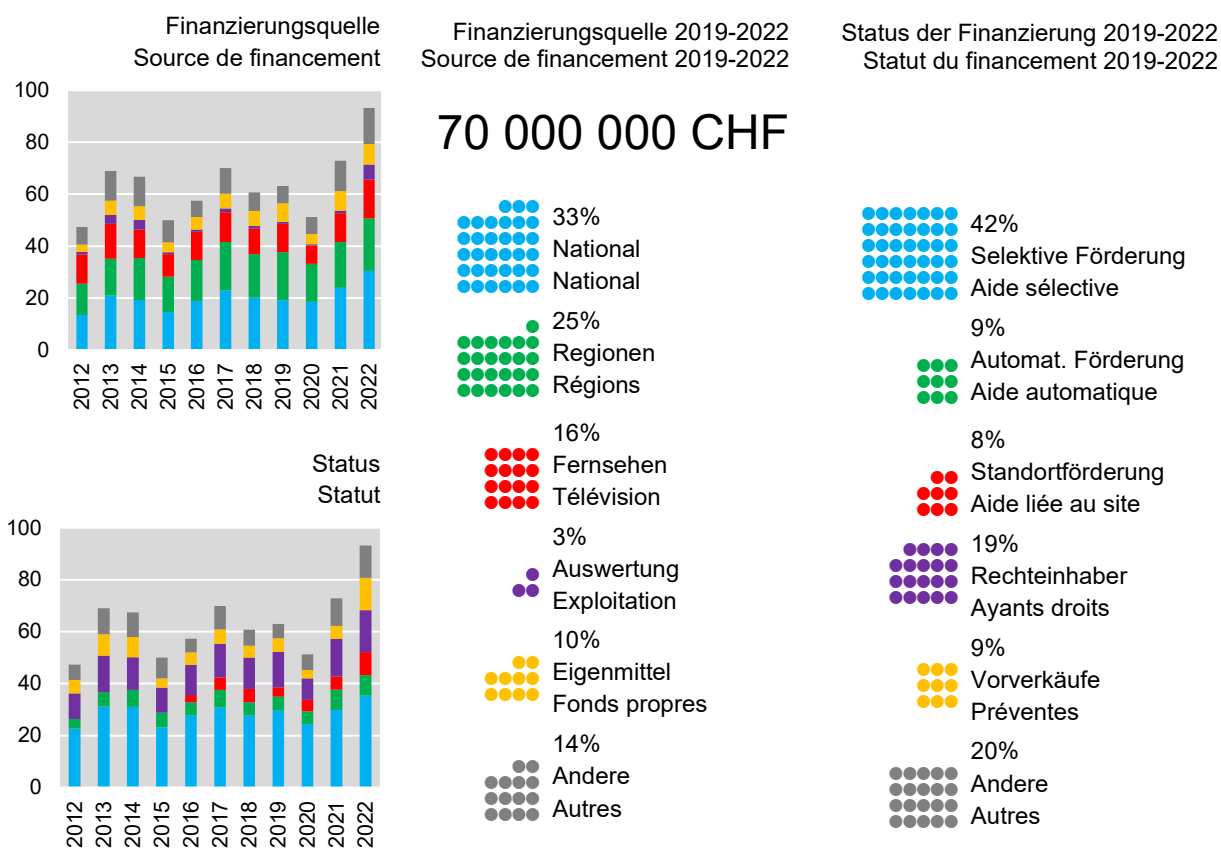 Finanzierungsquelle
Source de financement
100
80
60
40
20
0
2012
2013
2014
2015
2016
2017
2018
2019
2020
2021
2022
Status
Statut
100
80
60
40
20
0
2012
2013
2014
2015
2016
2017
2018
2019
2020
2021
2022
Finanzierungsquelle 2019-2022
Source de financement 2019-2022
70 000 000 CHF
33%
National
National
25%
Regionen
Régions
16%
Fernsehen
Télévision
3%
Auswertung
Exploitation
10%
Eigenmittel
Fonds propres
14%
Andere
Autres
Status der Finanzierung 2019-2022
Statut du financement 2019-2022
42%
Selektive Förderung
Aide sélective
9%
Automat. Förderung
Aide automatique
8%
Standortförderung
Aide liée au site
19%
Rechteinhaber
Ayants droits
9%
Vorverkäufe
Préventes
20%
Andere
Autres